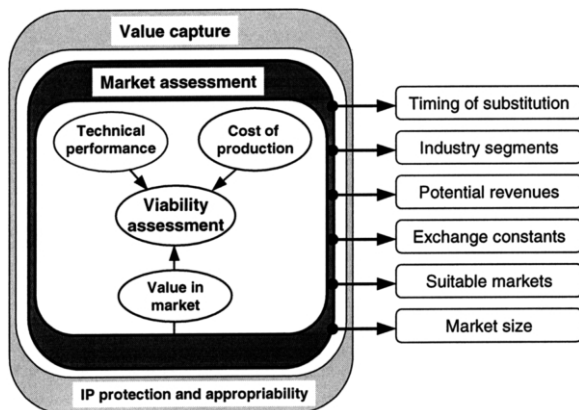 Value capture
Market assessment
Technical
performance
Cost of
production
Viability
assessment
Value in
market
IP protection and appropriability
Timing of substitution
Industry segments
Potential revenues
Exchange constants
Suitable markets
Market size